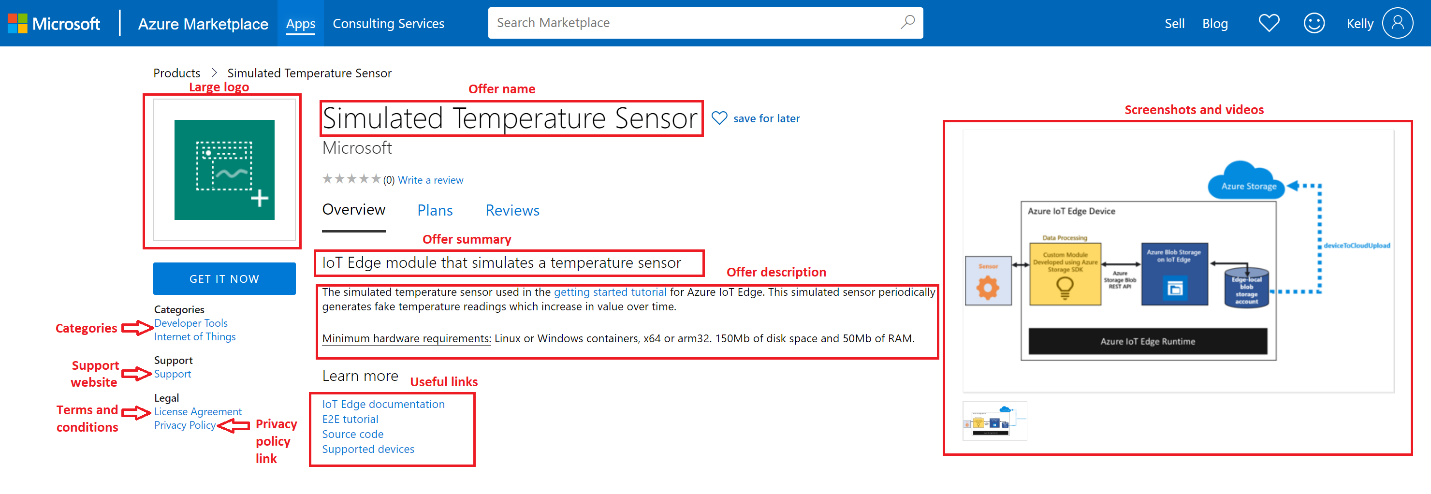 Microsoft
Azure Marketplace
Apps
Consulting Services
Search Marketplace
Sell
Blog
Kelly
Products > Simulated Temperature Sensor
Large logo
Offer name
Simulated Temperature Sensor
save for later
Microsoft
(0) Write a review
Overview
Plans
Reviews
Offer summary
IoT Edge module that simulates a temperature sensor
Offer description
The simulated temperature sensor used in the getting started tutorial for Azure IoT Edge. This simulated sensor periodically
generates fake temperature readings which increase in value over time.
Minimum hardware requirements: Linux or Windows containers, x64 or arm32. 150Mb of disk space and 50Mb of RAM.
Learn more
Useful links
IoT Edge documentation
E2E tutorial
Source code
Supported devices
GET IT NOW
Categories
Categories
Developer Tools
Internet of Things
Support
website
Support
Support
Terms and
conditions
Legal
License Agreement
Privacy Policy
Privacy
policy
link
Screenshots and videos
Azure Storage
Azure IoT Edge Device
deviceToCloudUpload
Sensor
Data Processing
Custom Module
Developed using Azure
Storage SDK
Azure
Storage Blob
REST API
Azure Blob Storage
on IoT Edge
blob
storage
account
Azure IoT Edge Runtime